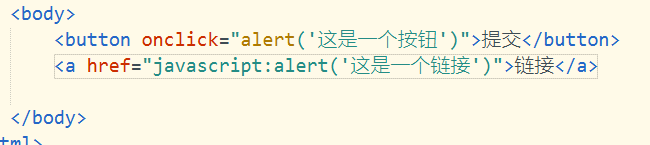 <body>
<button onclick="alert('这是一个按钮')">提交</button>
<a href="javascript:alert('这是一个链接')">链接</a>
</body>
html>